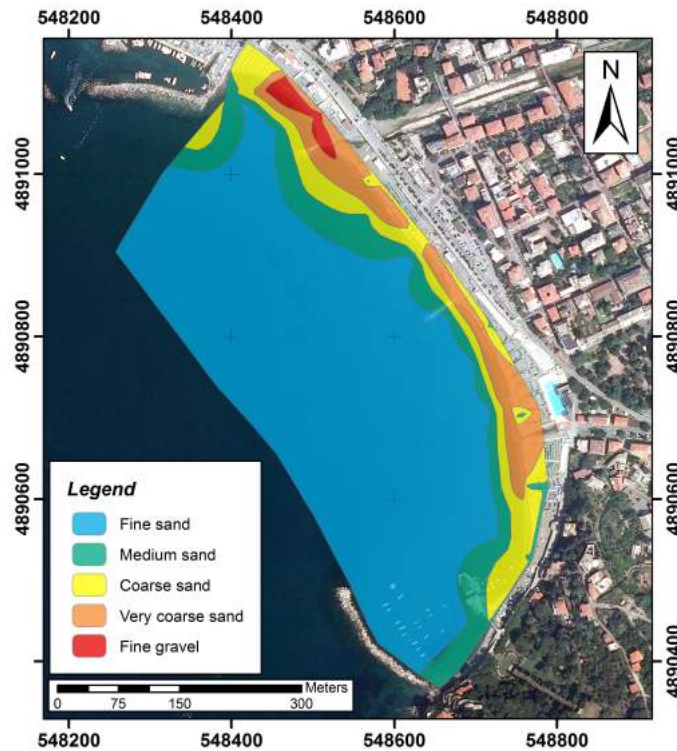 548200 548400 548600 548800
N
4891000 4891000
4890800 4890800
4890600 4890600
4890400
Legend
Fine sand
Medium sand
Coarse sand
Very coarse sand
Fine gravel
Meters
0 75 150 300
548200 548400 548600 548800